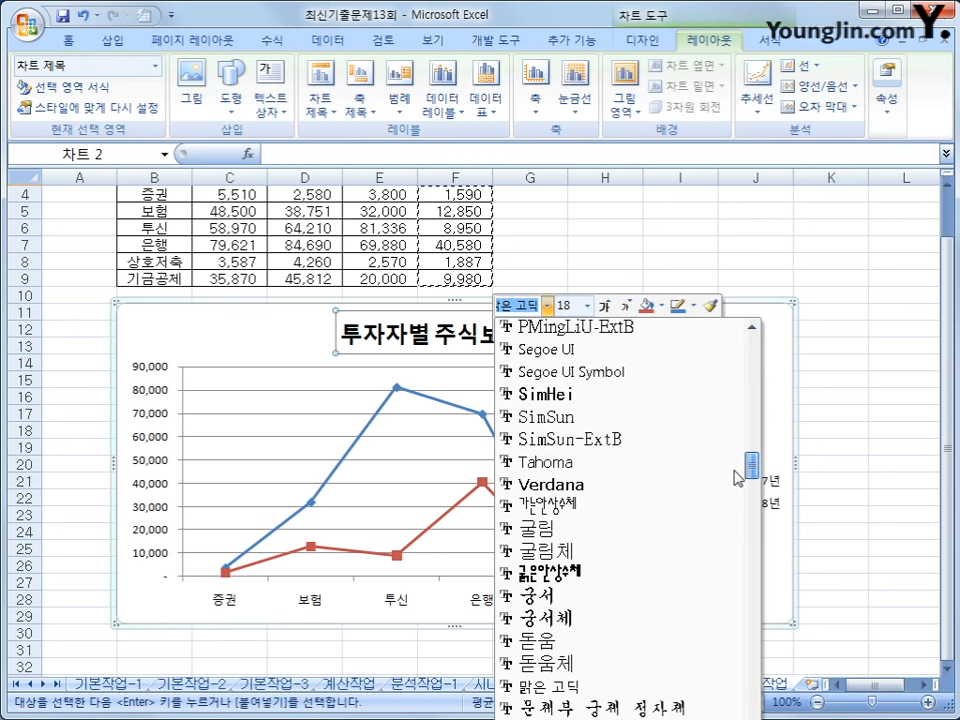 최신기출문제13회 - Microsoft Excel
차트 도구
YoungJin.com Y.
홈 삽입 페이지 레이아웃 수식 데이터 검토 보기 개발 도구 추가 기능 디자인 레이아웃 서식
차트 제목
선택 영역 서식
스타일에 맞게 다시 설정
현재 선택 영역
그림 도형 텍스트 상자
삽입
차트 제목 축 제목 범례 데이터 레이블 데이터 표
레이블
축 눈금선
축
그림 영역
차트 옆면
차트 밑면
3차원 회전
배경
추세선
선
양선/음선
오차 막대
분석
속성
차트 2 fx
A B C D E F G H I J K L
4 증권 5,510 2,580 3,800 1,590
5 보험 48,500 38,751 32,000 12,850
6 투신 58,970 64,210 81,336 8,950
7 은행 79,621 84,690 69,880 40,580
8 상호저축 3,587 4,260 2,570 1,887
9 기금공제 35,870 45,812 20,000 9,980
10
11
12
13
14
15
16
17
18
19
20
21
22
23
24
25
26
27
28
29
30
31
32
맑은 고딕 18 가 가
투자자별 주식보
90,000
80,000
70,000
60,000
50,000
40,000
30,000
20,000
10,000
-
증권 보험 투신 은행
7년
8년
PMingLiU-ExtB
Segoe UI
Segoe UI Symbol
SimHei
SimSun
SimSun-ExtB
Tahoma
Verdana
가는안상수체
굴림
굴림체
굵은안상수체
궁서
궁서체
돋움
돋움체
맑은 고딕
문체부 궁체 정자체
기본작업-1 기본작업-2 기본작업-3 계산작업 분석작업-1 시나 작업
대상을 선택한 다음 <Enter> 키를 누르거나 [붙여넣기]를 선택합니다. 평균 100%